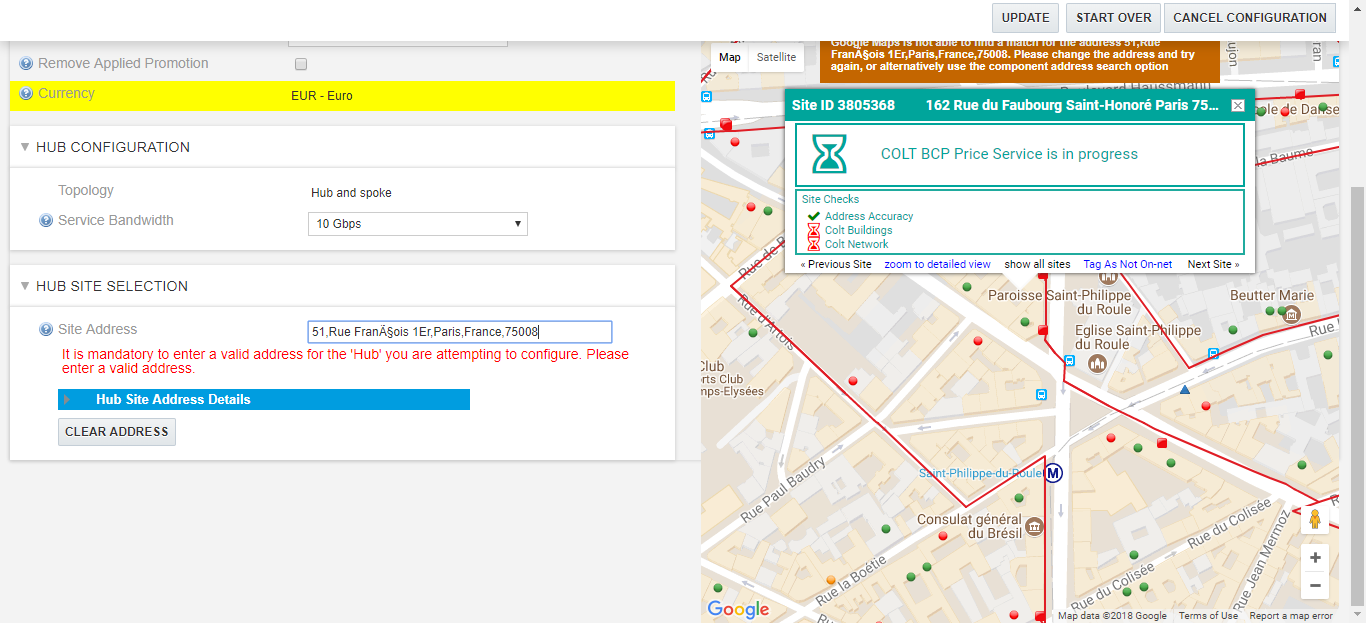 UPDATE
START OVER
CANCEL CONFIGURATION
Remove Applied Promotion
Currency
EUR - Euro
HUB CONFIGURATION
Topology
Hub and spoke
Service Bandwidth
10 Gbps
HUB SITE SELECTION
Site Address
51,Rue FranÃ§ois 1Er,Paris,France,75008
It is mandatory to enter a valid address for the 'Hub' you are attempting to configure. Please
enter a valid address.
Hub Site Address Details
CLEAR ADDRESS
Map
Satellite
Google Maps is not able to find a match for the address 51,Rue
FranÃ§ois 1Er,Paris,France,75008. Please change the address and try
again, or alternatively use the component address search option
Boulevard Haussmann
Site ID 3805368
162 Rue du Faubourg Saint-Honoré Paris 75...
COLT BCP Price Service is in progress
Site Checks
Address Accuracy
Colt Buildings
Colt Network
« Previous Site
zoom to detailed view
show all sites
Tag As Not On-net
Next Site »
ole de Danse
la Baume
Rue de B
Rue d'Artois
Paroisse Saint-Philippe
du Roule
Beutter Marie
Eglise Saint-Philippe
du Roule
Rue
Club
rts Club
mps-Elysées
Rue Paul Baudry
Saint-Philippe-du-Roule
M
Consulat général
du Brésil
Rue la Boétie
Rue du Colisée
Rue du Colisée
Rue Jean Mermoz
Google
Map data ©2018 Google
Terms of Use
Report a map error